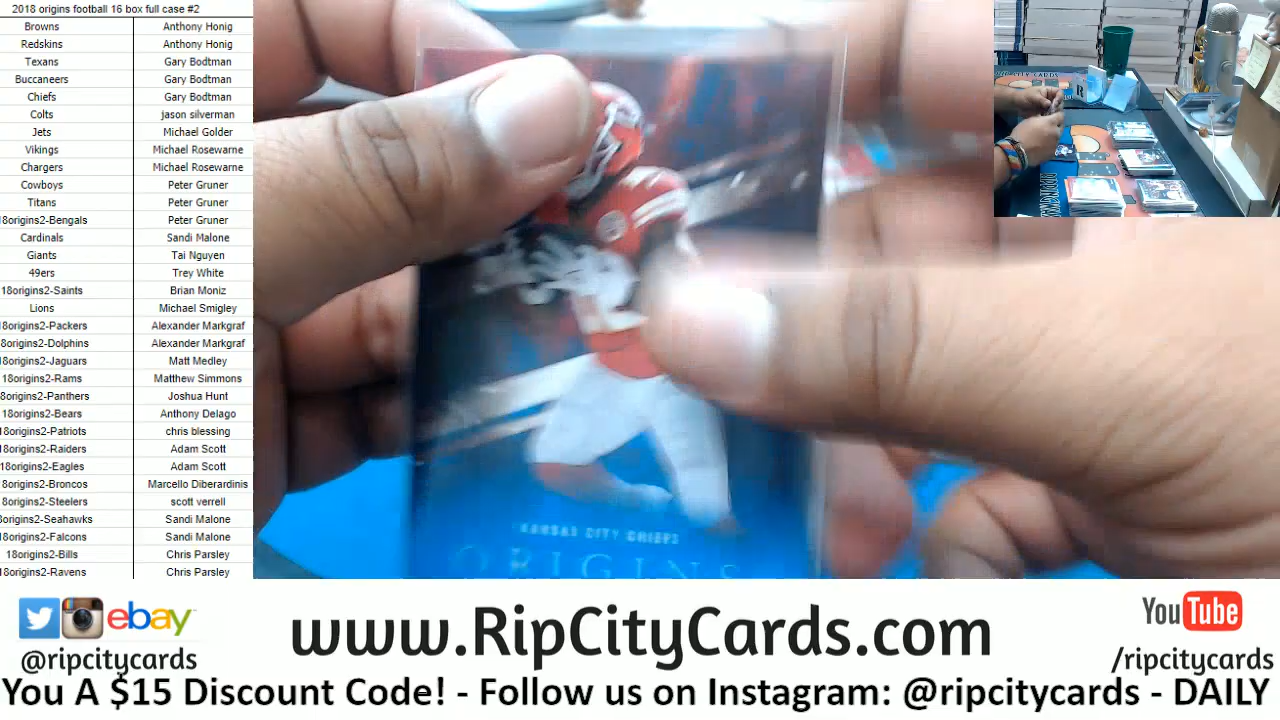 2018 origins football 16 box full case #2
Browns Anthony Honig
Redskins Anthony Honig
Texans Gary Bodtman
Buccaneers Gary Bodtman
Chiefs Gary Bodtman
Colts jason silverman
Jets Michael Golder
Vikings Michael Rosewarne
Chargers Michael Rosewarne
Cowboys Peter Gruner
Titans Peter Gruner
18origins2-Bengals Peter Gruner
Cardinals Sandi Malone
Giants Tai Nguyen
49ers Trey White
18origins2-Saints Brian Moniz
Lions Michael Smigley
18origins2-Packers Alexander Markgraf
18origins2-Dolphins Alexander Markgraf
18origins2-Jaguars Matt Medley
18origins2-Rams Matthew Simmons
8origins2-Panthers Joshua Hunt
18origins2-Bears Anthony Delago
18origins2-Patriots chris blessing
18origins2-Raiders Adam Scott
18origins2-Eagles Adam Scott
8origins2-Broncos Marcello Diberardinis
8origins2-Steelers scott verrell
8origins2-Seahawks Sandi Malone
18origins2-Falcons Sandi Malone
18origins2-Bills Chris Parsley
18origins2-Ravens Chris Parsley
KANSAS CITY CHIEFS
ORIGINS
ebay
@ripcitycards
www.RipCityCards.com
YouTube
/ripcitycards
You A $15 Discount Code! - Follow us on Instagram: @ripcitycards - DAILY